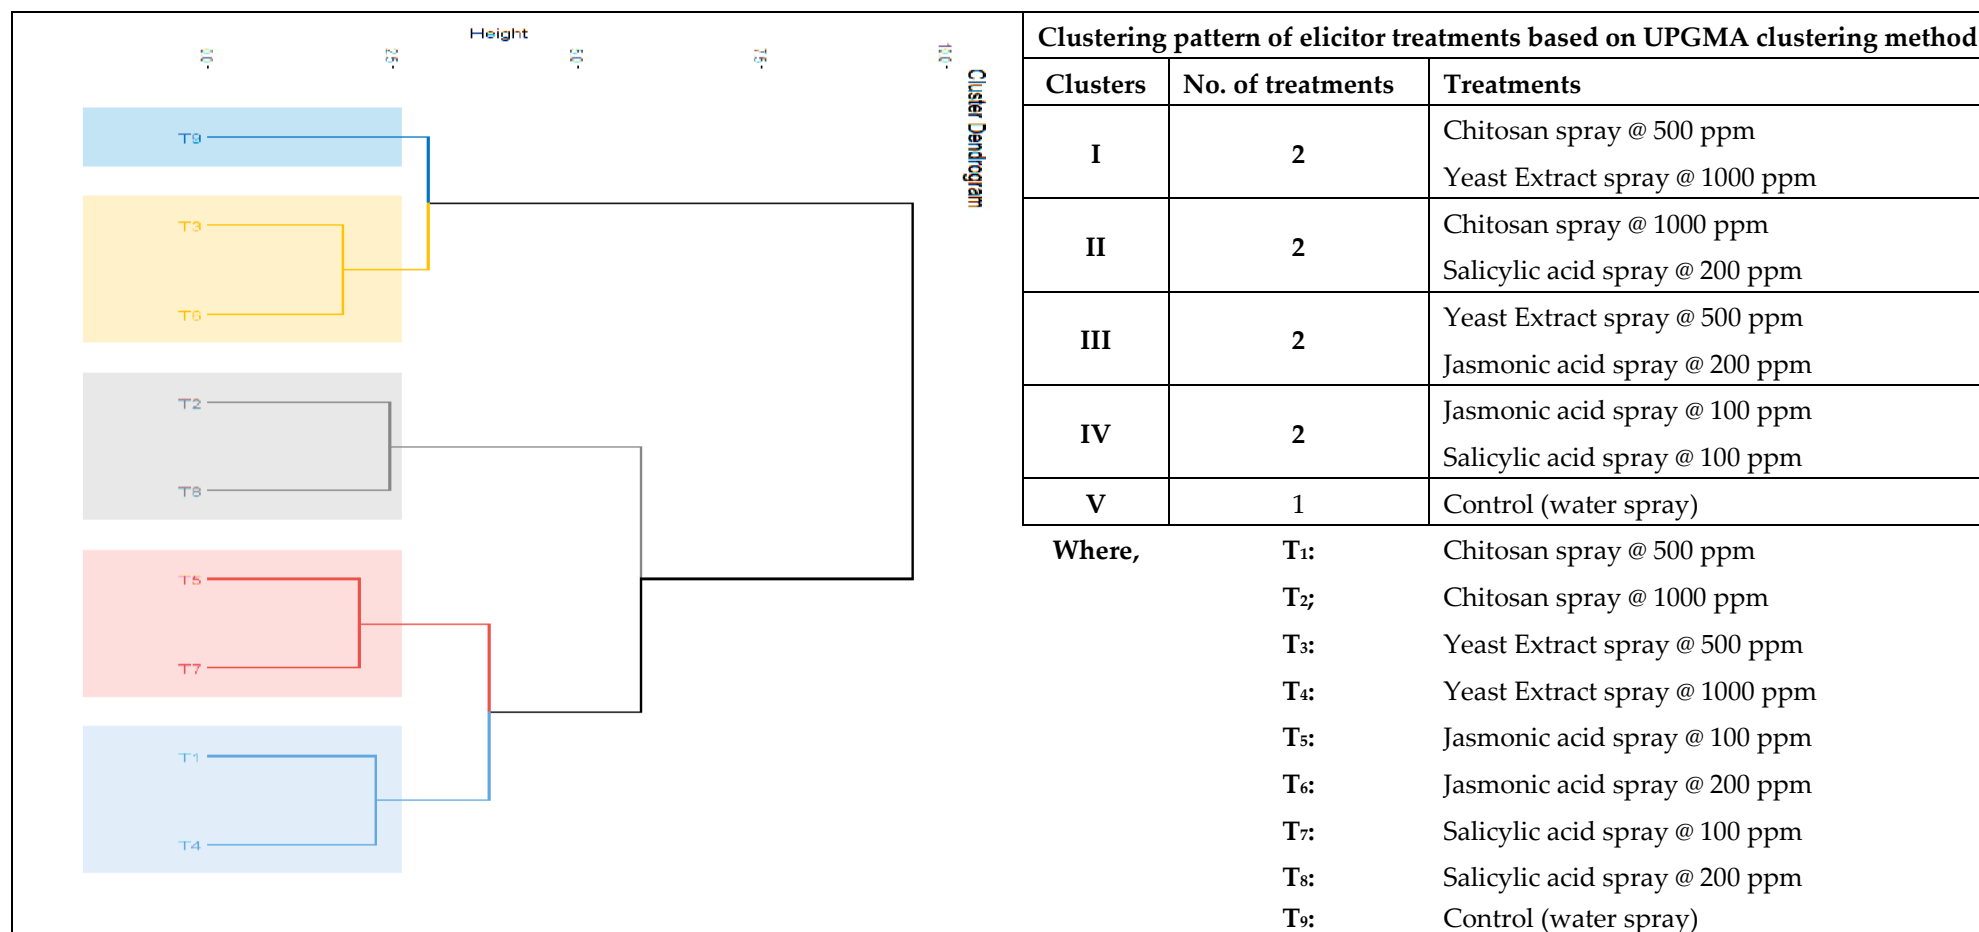 Height
0.0 -
2.5 -
5.0 -
7.5 -
10.0 -
Cluster Dendrogram
T9
T3
T6
T2
T8
T5
T7
T1
T4
Clustering pattern of elicitor treatments based on UPGMA clustering method
Clusters No. of treatments Treatments
I 2 Chitosan spray @ 500 ppm
Yeast Extract spray @ 1000 ppm
II 2 Chitosan spray @ 1000 ppm
Salicylic acid spray @ 200 ppm
III 2 Yeast Extract spray @ 500 ppm
Jasmonic acid spray @ 200 ppm
IV 2 Jasmonic acid spray @ 100 ppm
Salicylic acid spray @ 100 ppm
V 1 Control (water spray)
Where, T1: Chitosan spray @ 500 ppm
T2; Chitosan spray @ 1000 ppm
T3: Yeast Extract spray @ 500 ppm
T4: Yeast Extract spray @ 1000 ppm
T5: Jasmonic acid spray @ 100 ppm
T6: Jasmonic acid spray @ 200 ppm
T7: Salicylic acid spray @ 100 ppm
T8: Salicylic acid spray @ 200 ppm
T9: Control (water spray)